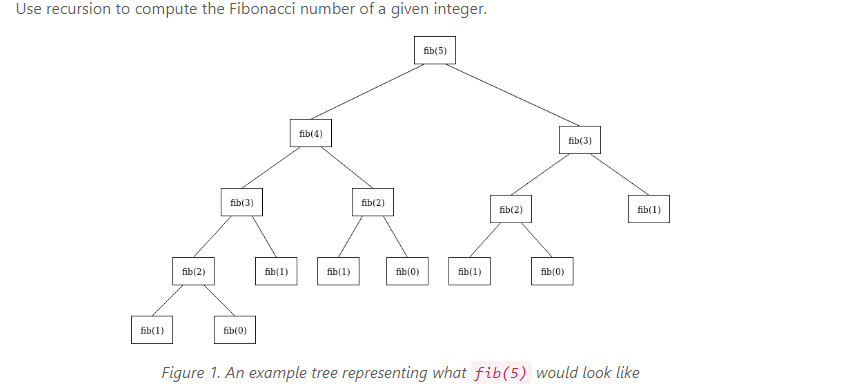 Use recursion to compute the Fibonacci number of a given integer.
fib(5)
fib(4)
fib(3)
fib(3)
fib(2)
fib(2)
fib(1)
fib(2)
fib(1)
fib(1)
fib(0)
fib(1)
fib(0)
fib(1)
fib(0)
Figure 1. An example tree representing what fib(5) would look like